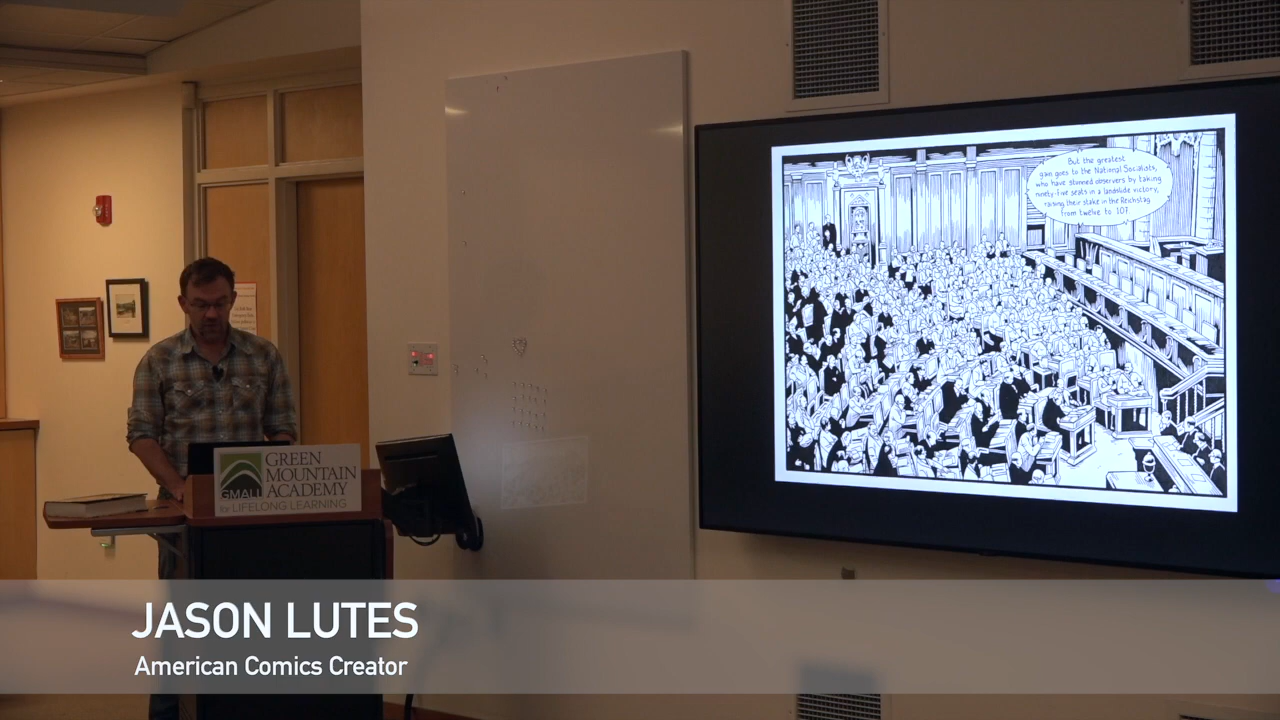 But the greatest
gain goes to the National Socialists,
who have stunned observers by taking
ninety-five seats in a landslide victory,
raising their stake in the Reichstag
from twelve to 107.
GREEN
MOUNTAIN
ACADEMY
for LIFELONG LEARNING
GMALL
JASON LUTES
American Comics Creator